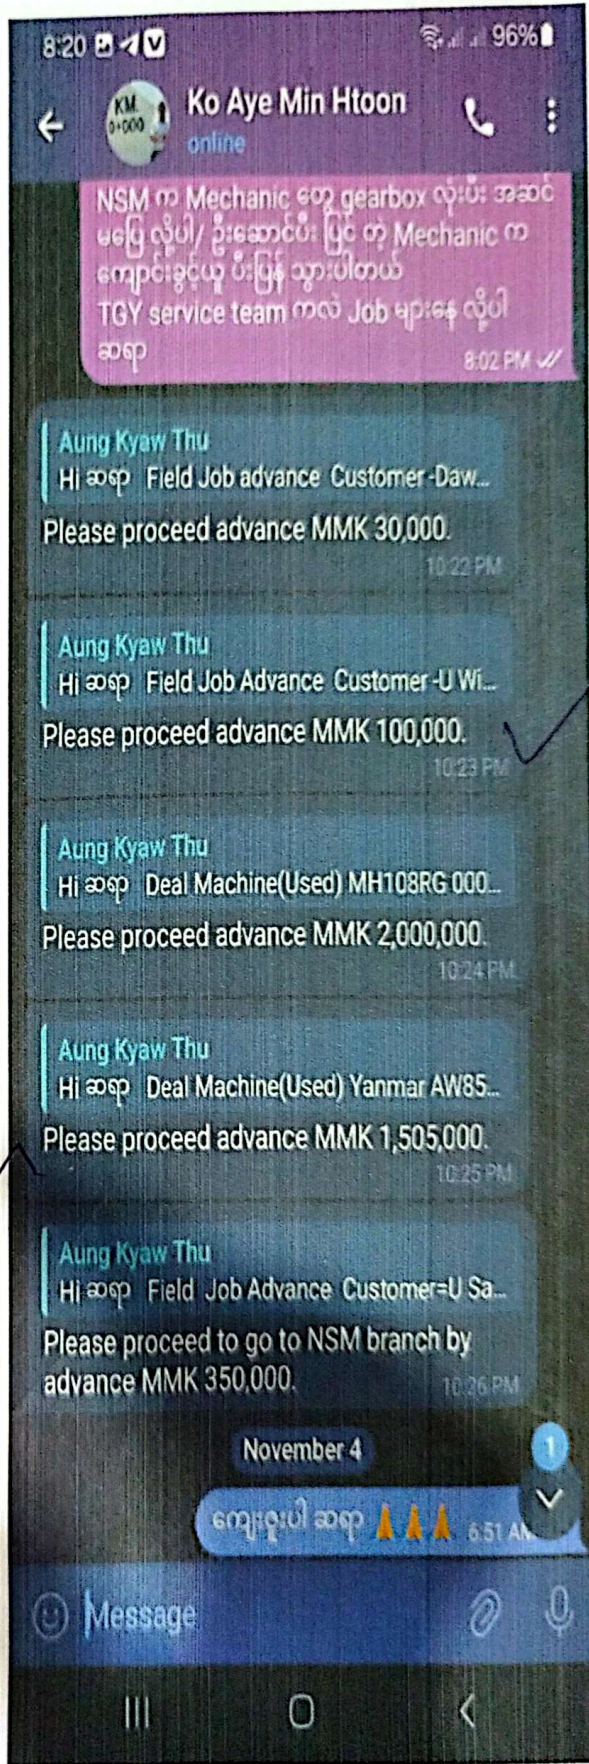 8:20
96%
KM
0+000
Ko Aye Min Htoon
online
NSM က Mechanic တွေ gearbox လုံးပီး အဆင်
မပြေ လို့ပါ/ ဦးဆောင်ပီး ပြင် တဲ့ Mechanic က
ကျောင်းခွင့်ယူ ပီးပြန် သွားပါတယ်
TGY service team ကလဲ Job များနေ လို့ပါ
ဆရာ
8:02 PM
Aung Kyaw Thu
Hi ဆရာ Field Job advance Customer -Daw...
Please proceed advance MMK 30,000.
10:22 PM
Aung Kyaw Thu
Hi ဆရာ Field Job Advance Customer -U Wi...
Please proceed advance MMK 100,000.
10:23 PM
Aung Kyaw Thu
Hi ဆရာ Deal Machine(Used) MH108RG 000...
Please proceed advance MMK 2,000,000.
10:24 PM
Aung Kyaw Thu
Hi ဆရာ Deal Machine(Used) Yanmar AW85...
Please proceed advance MMK 1,505,000.
10:25 PM
Aung Kyaw Thu
Hi ဆရာ Field Job Advance Customer=U Sa...
Please proceed to go to NSM branch by
advance MMK 350,000.
10:26 PM
November 4
1
ကျေးဇူးပါ ဆရာ
6:51 AM
Message